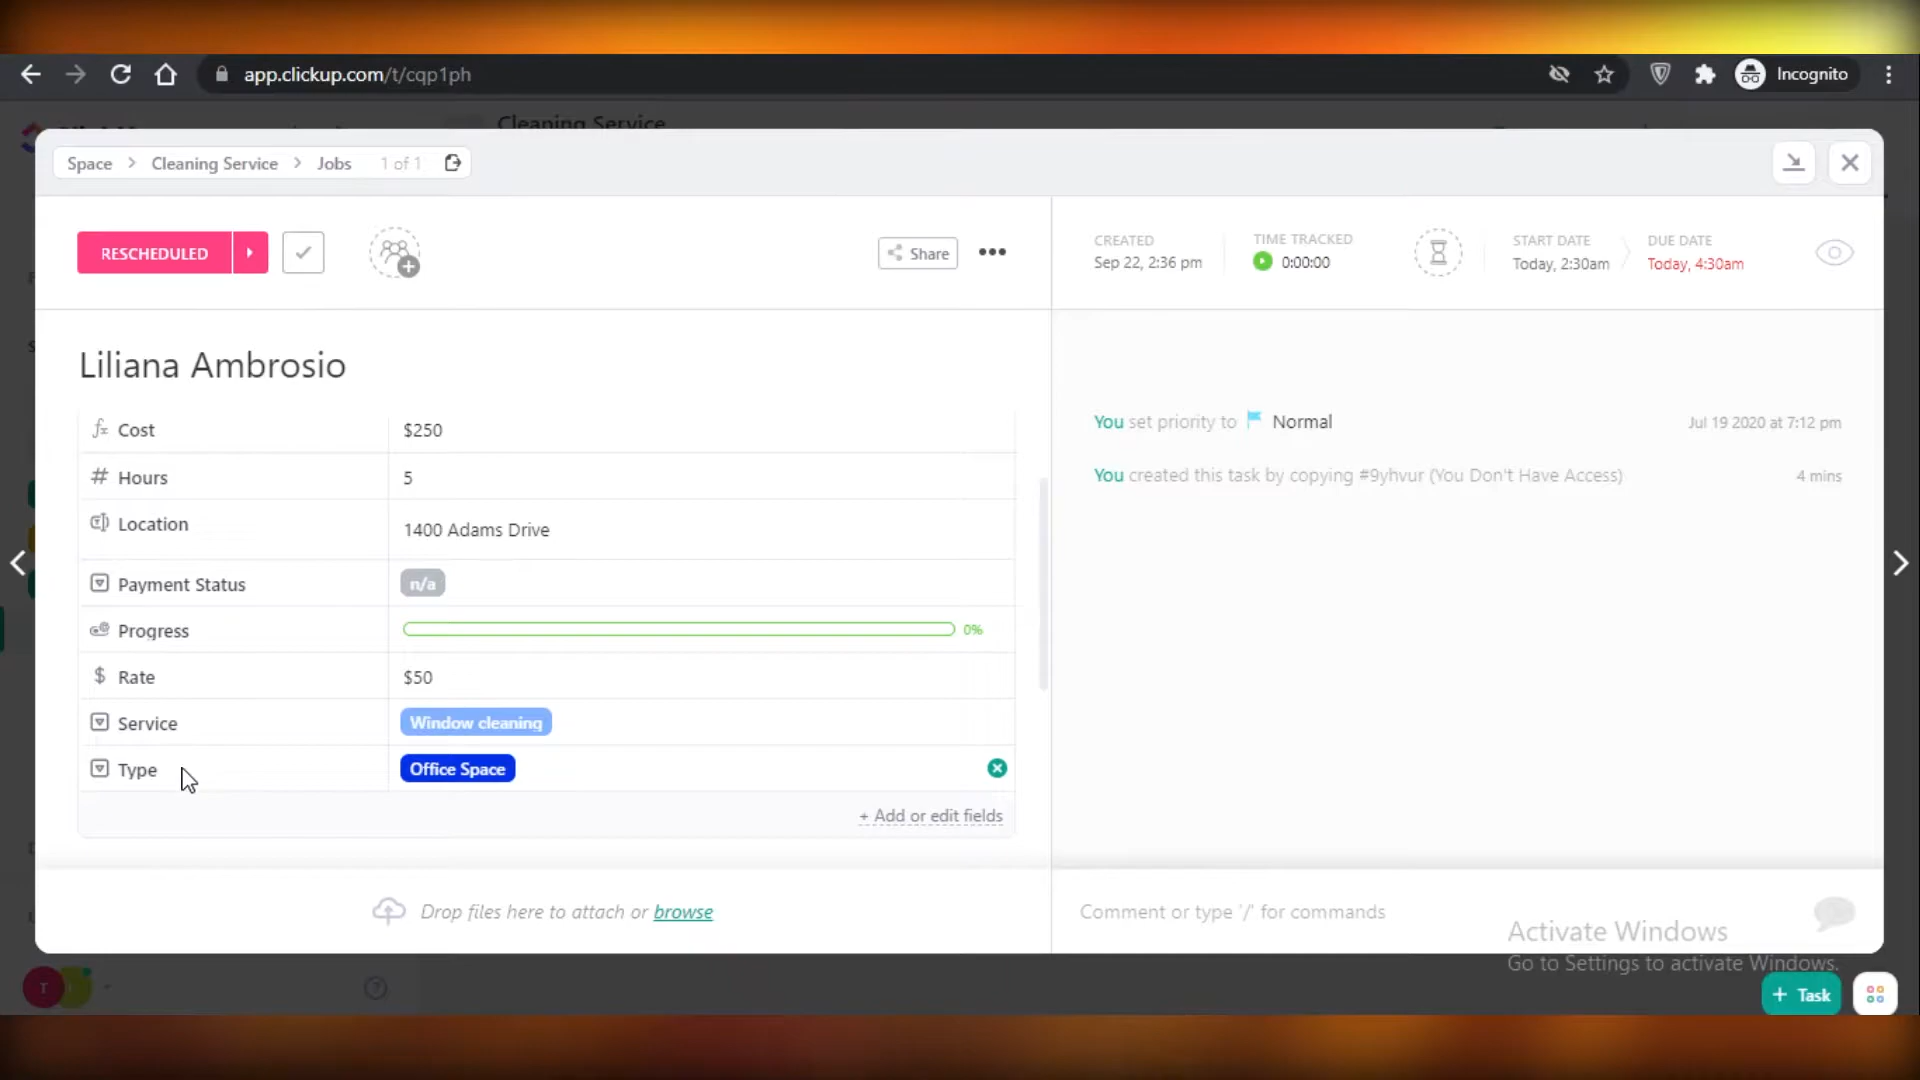 app.clickup.com/t/cqp1ph
Incognito
Cleaning Service
Space > Cleaning Service > Jobs 1 of 1
RESCHEDULED
Share
CREATED
Sep 22, 2:36 pm
TIME TRACKED
0:00:00
START DATE
Today, 2:30am
DUE DATE
Today, 4:30am
Liliana Ambrosio
Cost $250
Hours 5
Location 1400 Adams Drive
Payment Status n/a
Progress 0%
Rate $50
Service Window cleaning
Type Office Space
+ Add or edit fields
Drop files here to attach or browse
You set priority to Normal Jul 19 2020 at 7:12 pm
You created this task by copying #9yhvur (You Don't Have Access) 4 mins
Comment or type '/' for commands
Activate Windows
Go to Settings to activate Windows.
T
+ Task